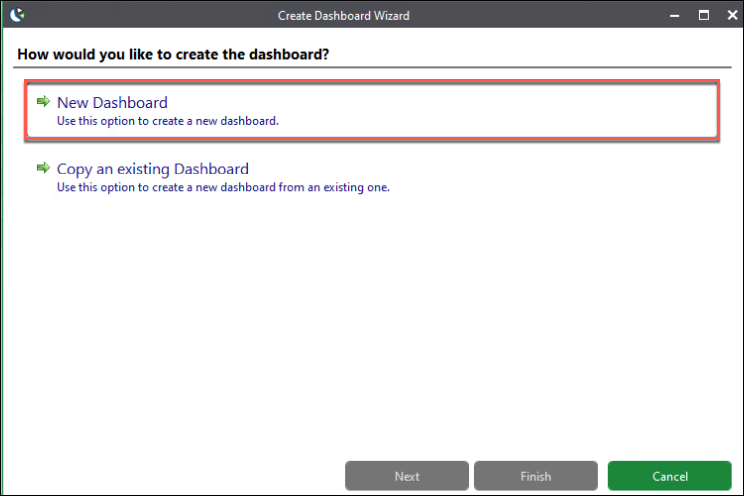 Create Dashboard Wizard
How would you like to create the dashboard?
New Dashboard
Use this option to create a new dashboard.
Copy an existing Dashboard
Use this option to create a new dashboard from an existing one.
Next Finish Cancel